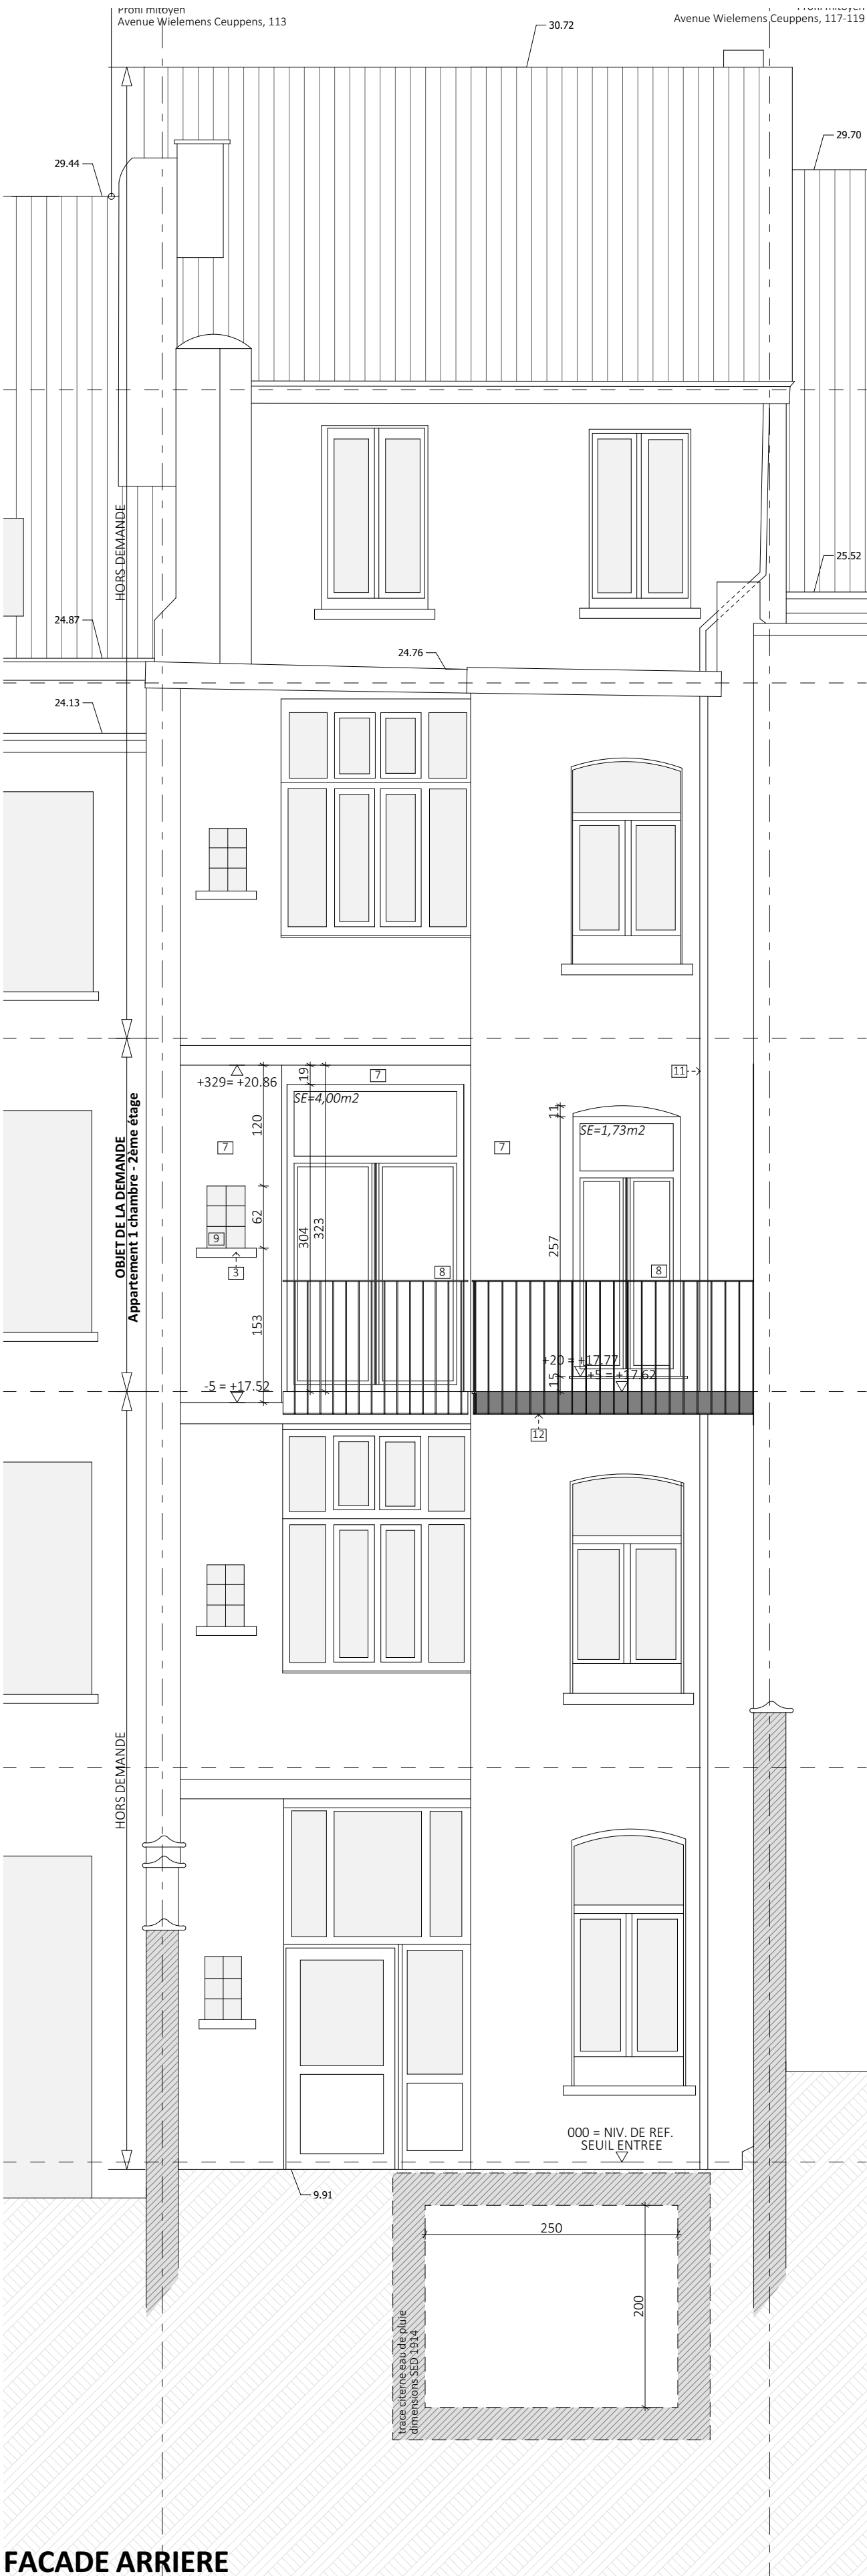 Profil mitoyen
Avenue Wielemens Ceuppens, 113
30.72
Profil mitoyen
Avenue Wielemens Ceuppens, 117-119
29.70
29.44
HORS DEMANDE
25.52
24.87
24.76
24.13
11
+329= +20.86
19
7
SE=4,00m2
120
11
SE=1,73m2
7
7
OBJET DE LA DEMANDE
Appartement 1 chambre - 2ème étage
62
9
304
323
257
3
8
8
153
+20 = +17.77
15
+5 = +17.62
-5 = +17.52
12
HORS DEMANDE
000 = NIV. DE REF.
SEUIL ENTREE
9.91
250
200
trace citerne eau de pluie
dimensions SED 1914
FACADE ARRIERE